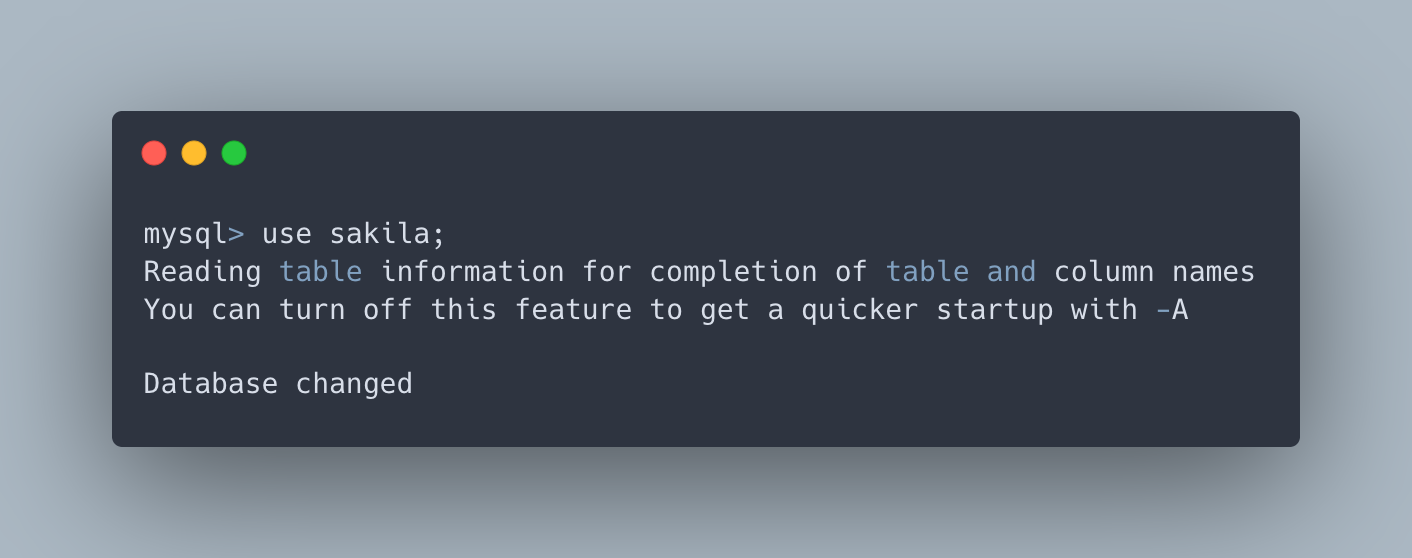 mysql> use sakila;
Reading table information for completion of table and column names
You can turn off this feature to get a quicker startup with -A
Database changed